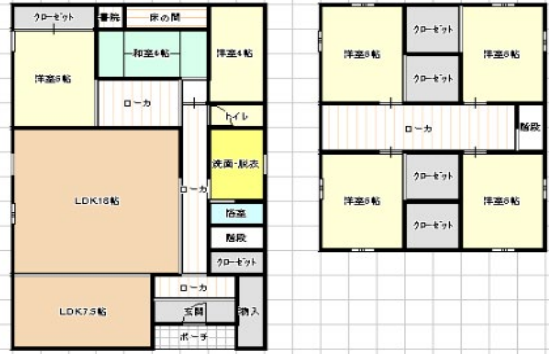 クローゼット
書院
床の間
洋室6帖
和室4帖
洋室4帖
ローカ
トイレ
洗面・脱衣
ローカ
LDK18帖
浴室
階段
クローゼット
ローカ
LDK7.5帖
玄関
物入
ポーチ
洋室6帖
クローゼット
洋室6帖
クローゼット
ローカ
階段
洋室6帖
クローゼット
洋室6帖
クローゼット